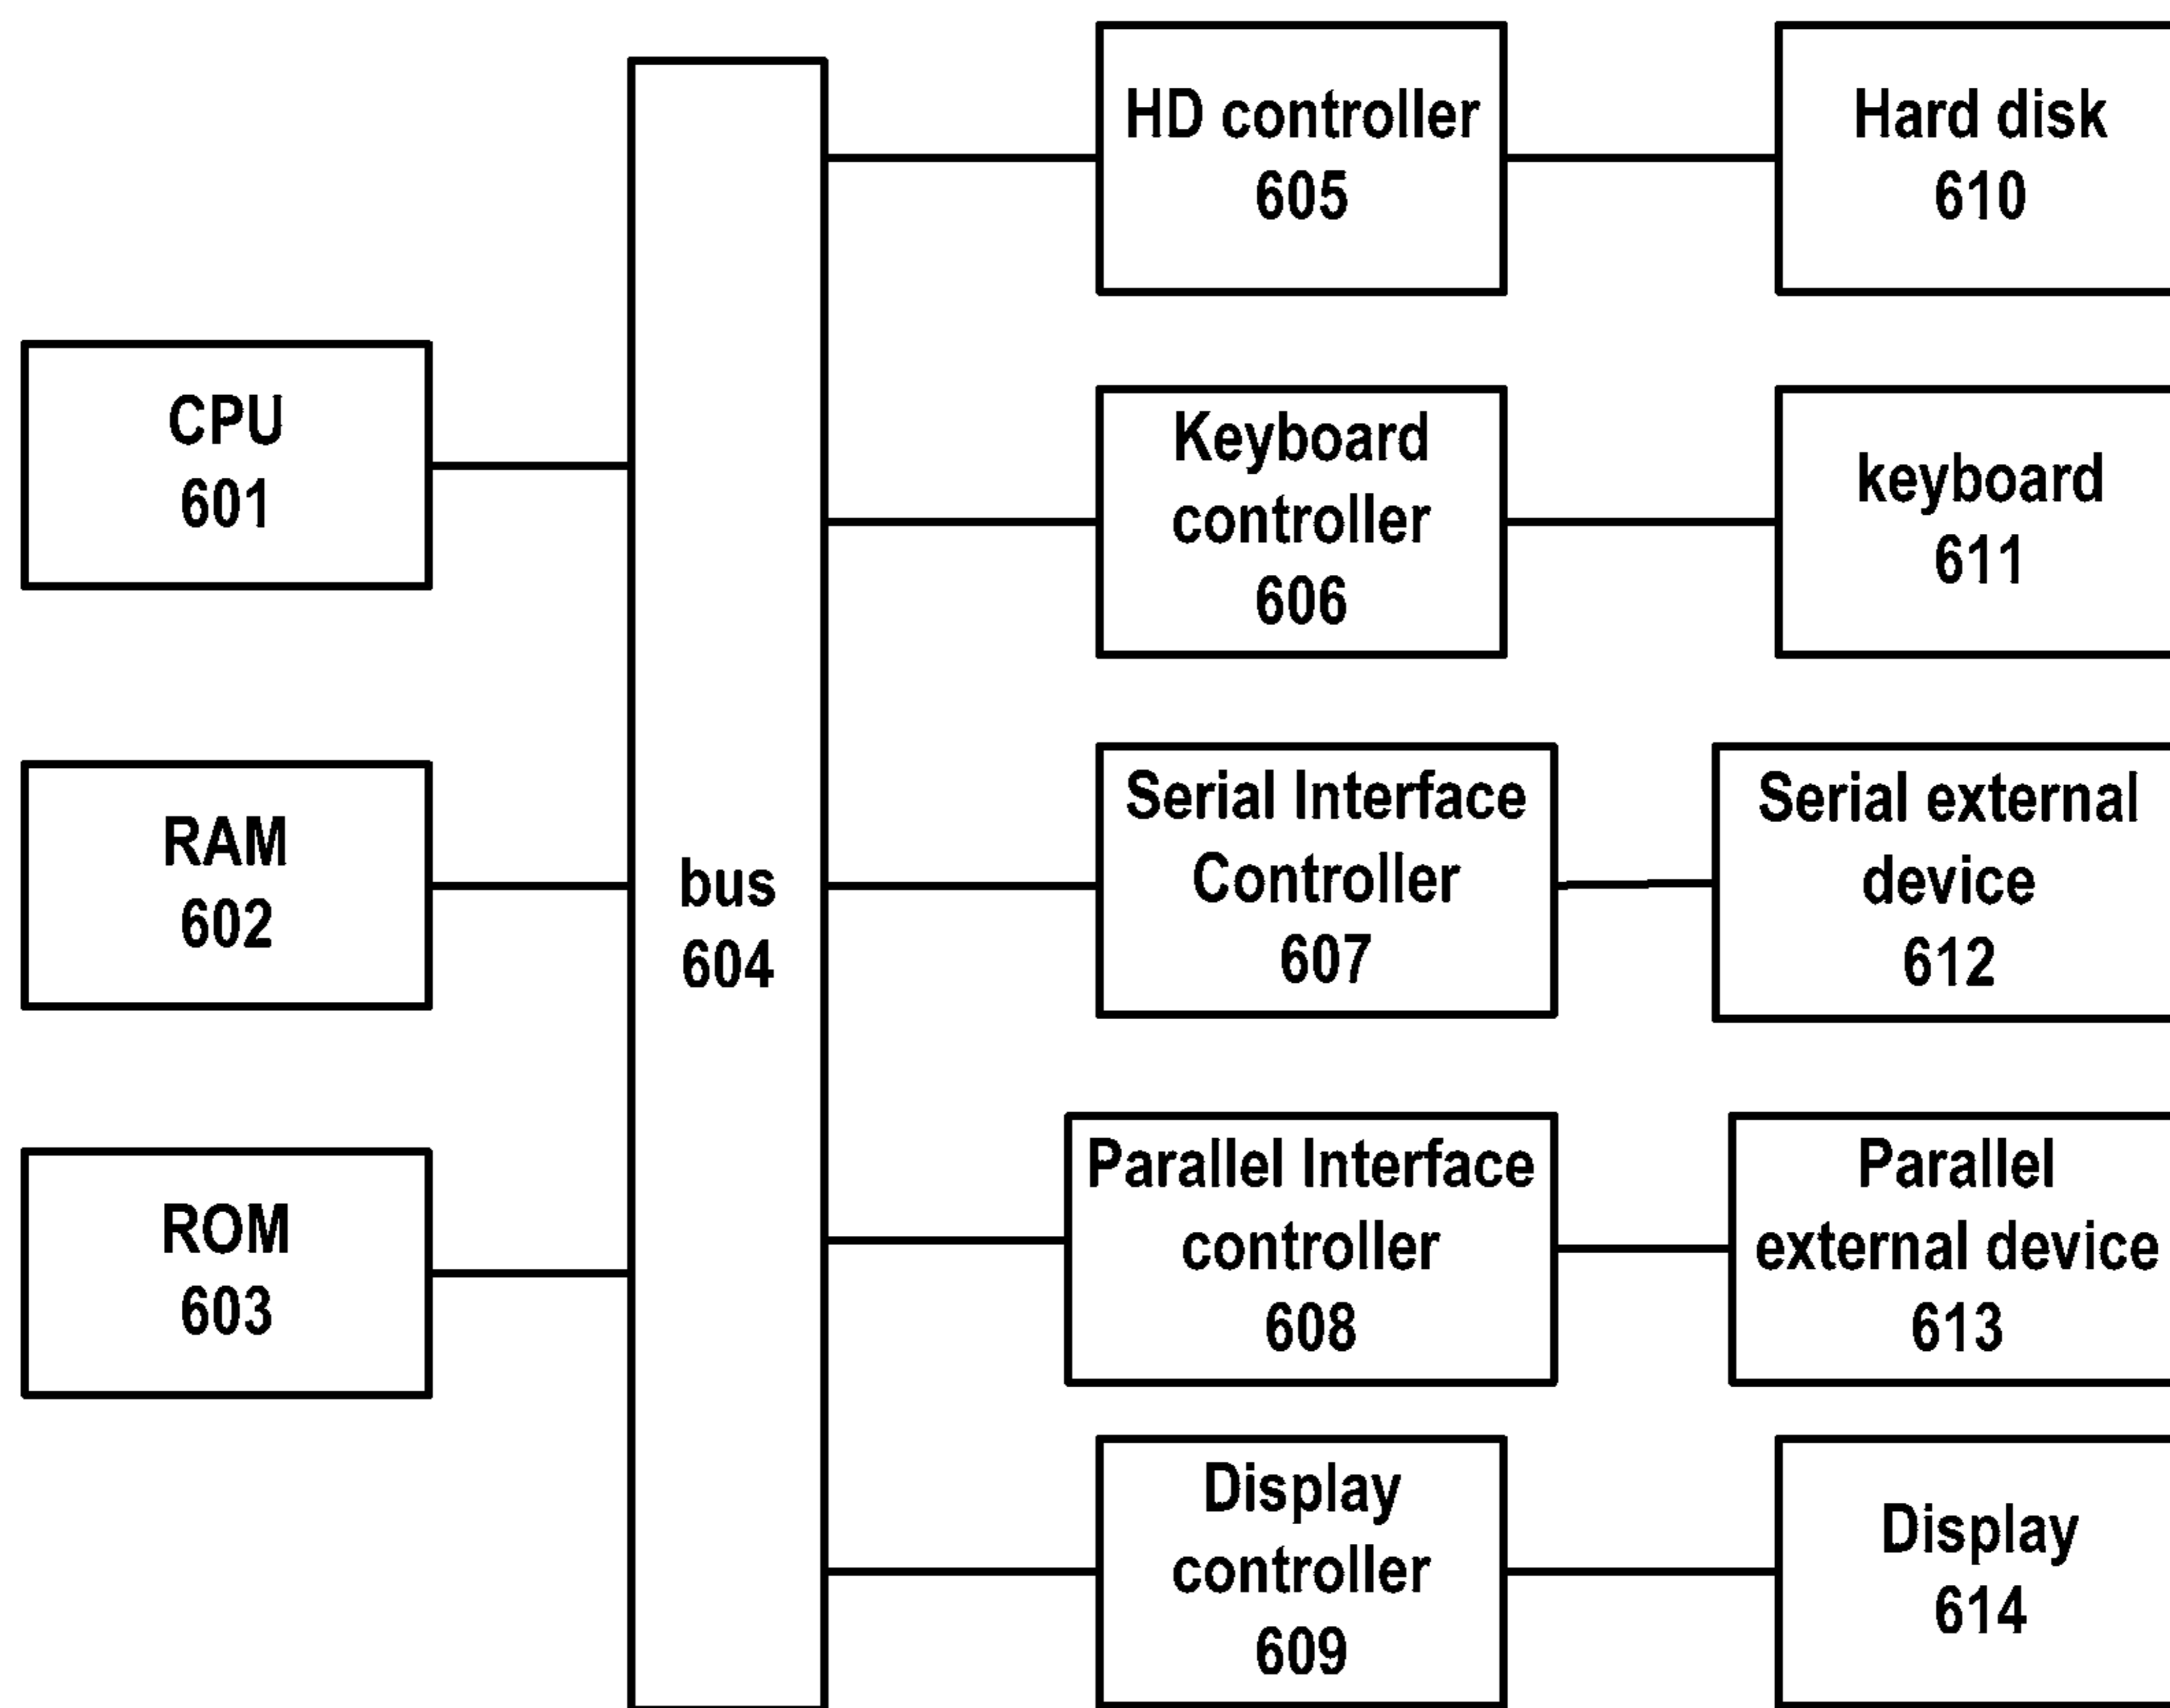 CPU
601
RAM
602
ROM
603
bus
604
HD controller
605
Hard disk
610
Keyboard
controller
606
keyboard
611
Serial Interface
Controller
607
Serial external
device
612
Parallel Interface
controller
608
Parallel
external device
613
Display
controller
609
Display
614